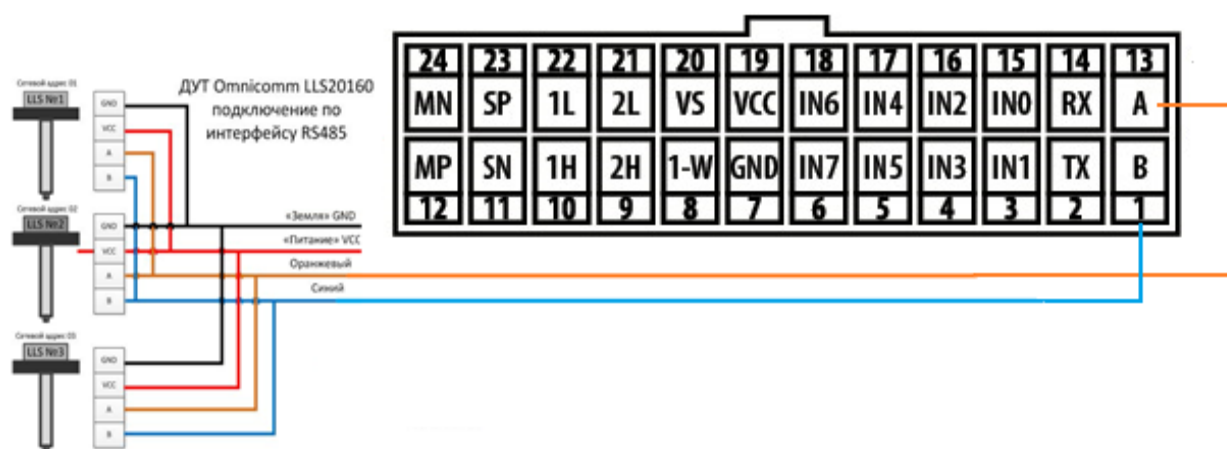 Сетевой адрес 01
LLS №1
GND
VCC
A
B
ДУТ Omnicomm LLS20160
подключение по
интерфейсу RS485
Сетевой адрес 02
LLS №2
GND
VCC
A
B
«Земля» GND
«Питание» VCC
Оранжевый
Синий
Сетевой адрес 03
LLS №3
GND
VCC
A
B
24 23 22 21 20 19 18 17 16 15 14 13
MN SP 1L 2L VS VCC IN6 IN4 IN2 IN0 RX A
MP SN 1H 2H 1-W GND IN7 IN5 IN3 IN1 TX B
12 11 10 9 8 7 6 5 4 3 2 1